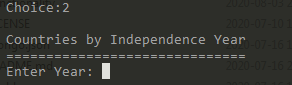 Choice:2
Countries by Independence Year
==============================
Enter Year: